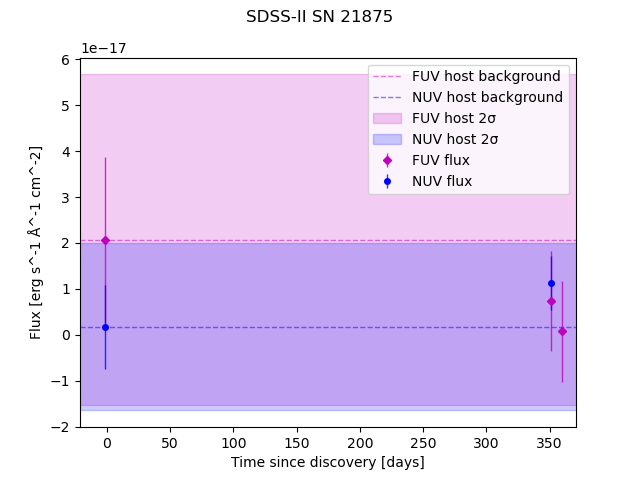 SDSS-II SN 21875
1e−17
FUV host background
NUV host background
FUV host 2σ
NUV host 2σ
FUV flux
NUV flux
6
5
4
3
2
1
0
−1
−2
Flux [erg s^-1 Å^-1 cm^-2]
0 50 100 150 200 250 300 350
Time since discovery [days]